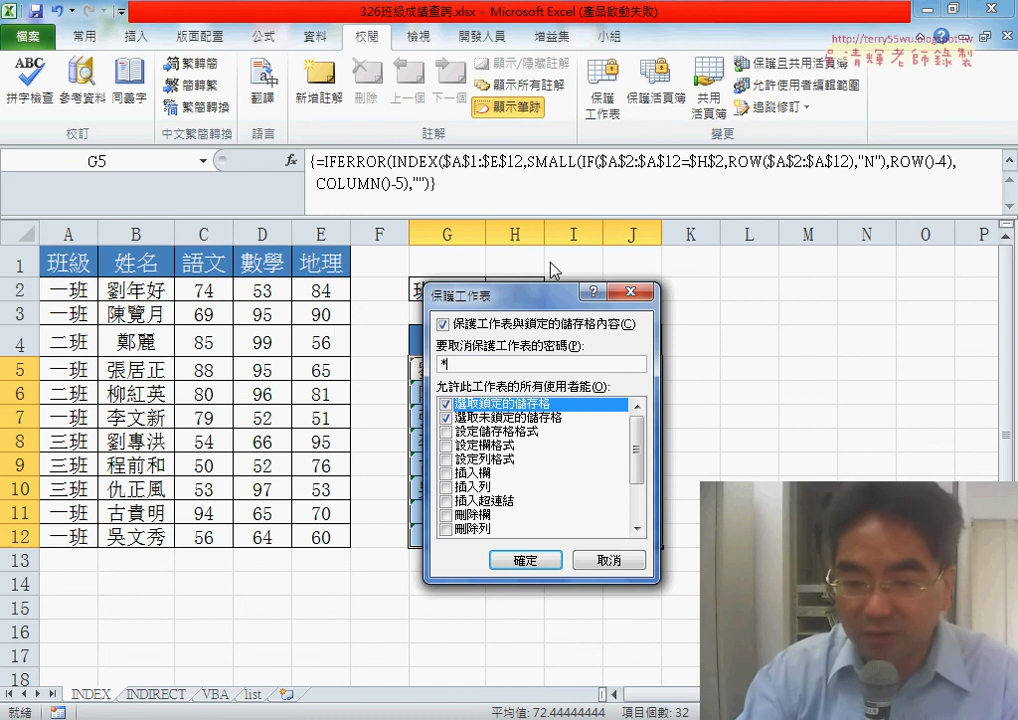 326班級成績查詢.xlsx - Microsoft Excel (產品啟動失敗)
檔案 常用 插入 版面配置 公式 資料 校閱 檢視 開發人員 增益集 小組
http://terry55wu.blogspot.tw
吳清輝老師錄製
拼字檢查 參考資料 同義字 繁轉簡 簡轉繁 繁簡轉換 翻譯 新增註解 刪除 上一個 下一個 顯示/隱藏註解 顯示所有註解 顯示筆跡 保護工作表 保護活頁簿 共用活頁簿 保護且共用活頁簿 允許使用者編輯範圍 追蹤修訂
校訂 中文繁簡轉換 語言 註解 變更
G5 fx {=IFERROR(INDEX($A$1:$E$12,SMALL(IF($A$2:$A$12=$H$2,ROW($A$2:$A$12),"N"),ROW()-4),
COLUMN()-5),"")}
A B C D E F G H I J K L M N O P
1 班級 姓名 語文 數學 地理
2 一班 劉年好 74 53 84
3 一班 陳覽月 69 95 90
4 二班 鄭麗 85 99 56
5 一班 張居正 88 95 65
6 二班 柳紅英 80 96 81
7 一班 李文新 79 52 51
8 三班 劉專洪 54 66 95
9 三班 程前和 50 52 76
10 三班 仇正風 53 97 53
11 一班 古貴明 94 65 70
12 一班 吳文秀 56 64 60
13
14
15
16
17
18
保護工作表
保護工作表與鎖定的儲存格內容(C)
要取消保護工作表的密碼(P):
*
允許此工作表的所有使用者能(O):
選取鎖定的儲存格
選取未鎖定的儲存格
設定儲存格格式
設定欄格式
設定列格式
插入欄
插入列
插入超連結
刪除欄
刪除列
確定 取消
INDEX INDIRECT VBA list
就緒 平均值: 72.44444444 項目個數: 32